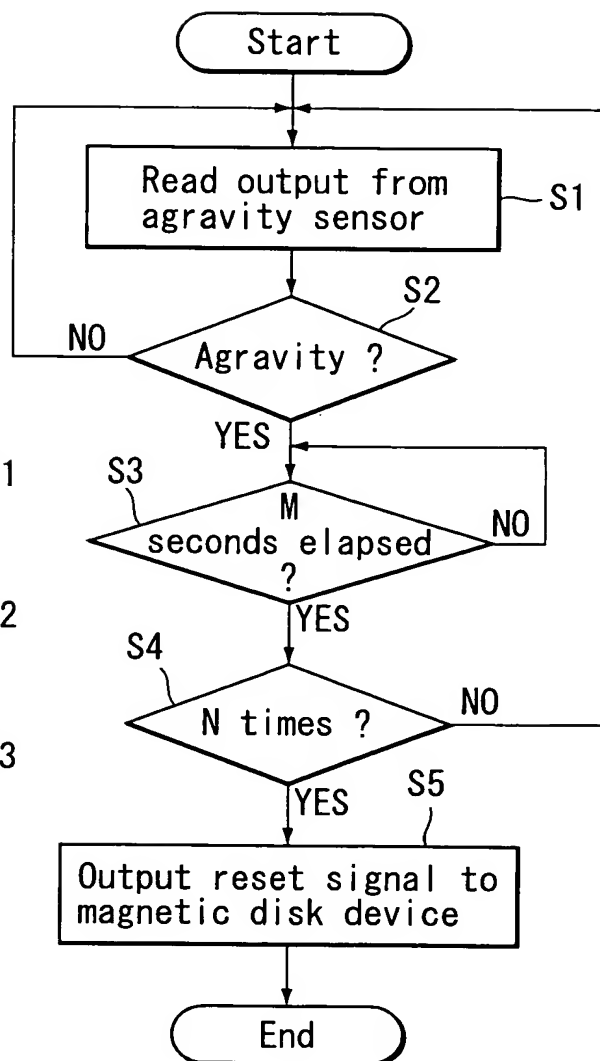 Start
Read output from
agravity sensor
S1
S2
Agravity ?
NO
YES
1
S3
M
seconds elapsed
?
NO
YES
2
S4
N times ?
NO
3
YES
S5
Output reset signal to
magnetic disk device
End